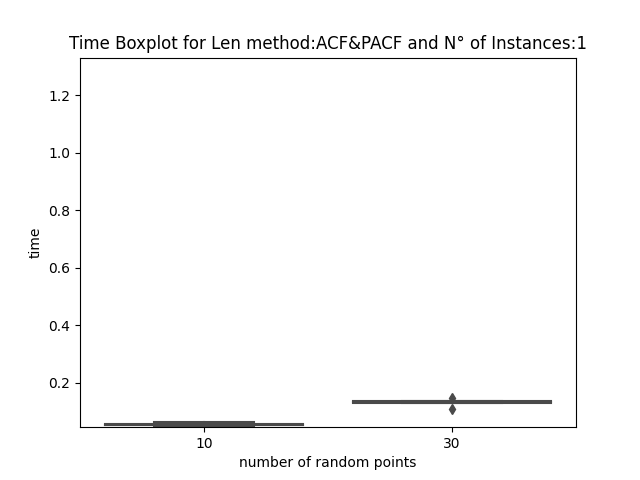 Time Boxplot for Len method:ACF&PACF and N° of Instances:1
1.2
1.0
0.8
0.6
0.4
0.2
time
10 30
number of random points